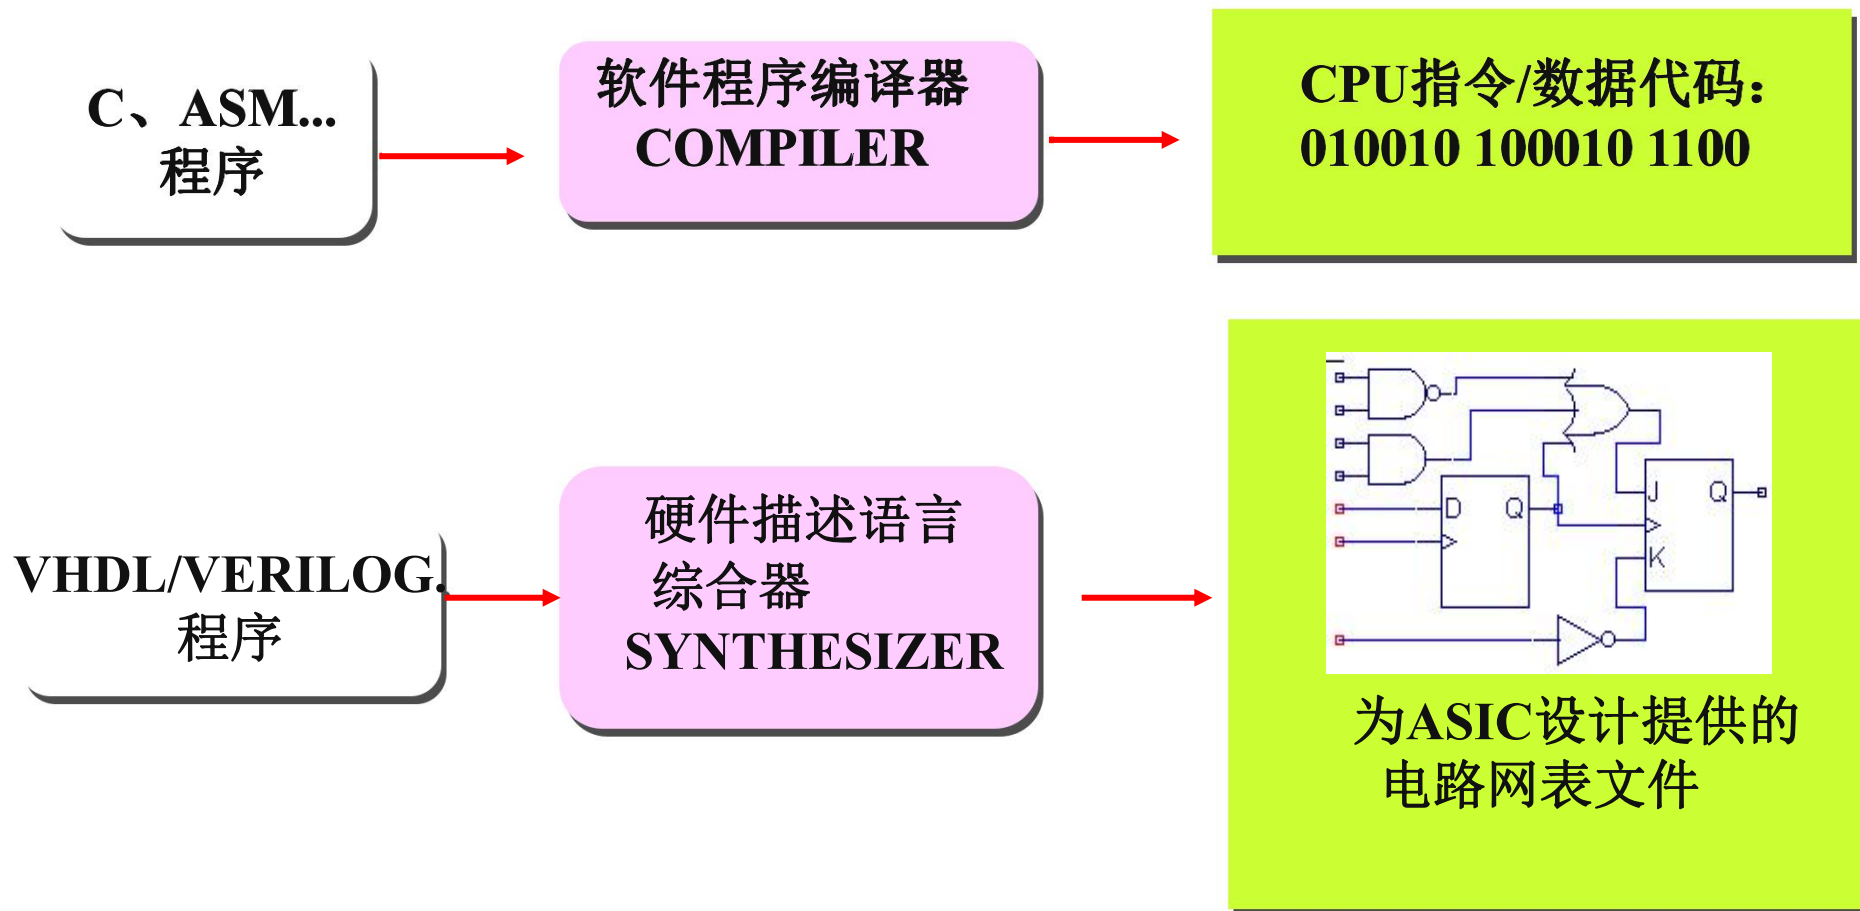 C、ASM...
程序
软件程序编译器
COMPILER
CPU指令/数据代码：
010010 100010 1100
VHDL/VERILOG.
程序
硬件描述语言
综合器
SYNTHESIZER
D
Q
J
Q
K
为ASIC设计提供的
电路网表文件